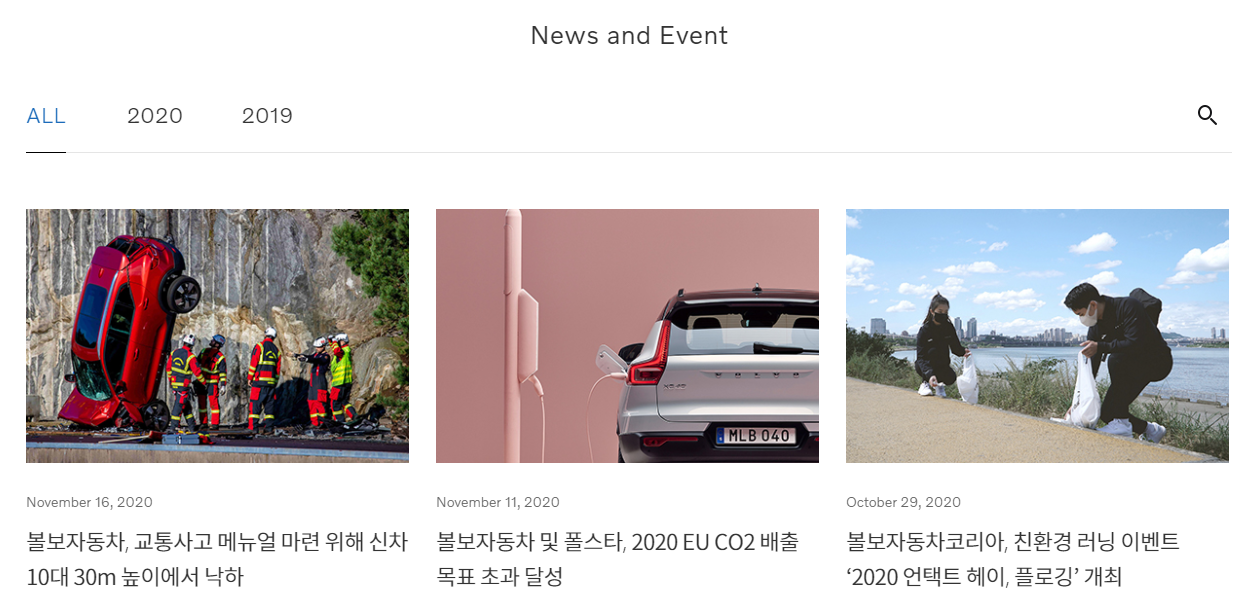 News and Event
ALL
2020
2019
VOLVO
XC40
MLB 040
November 16, 2020
볼보자동차, 교통사고 메뉴얼 마련 위해 신차
10대 30m 높이에서 낙하
November 11, 2020
볼보자동차 및 폴스타, 2020 EU CO2 배출
목표 초과 달성
October 29, 2020
볼보자동차코리아, 친환경 러닝 이벤트
‘2020 언택트 헤이, 플로깅’ 개최